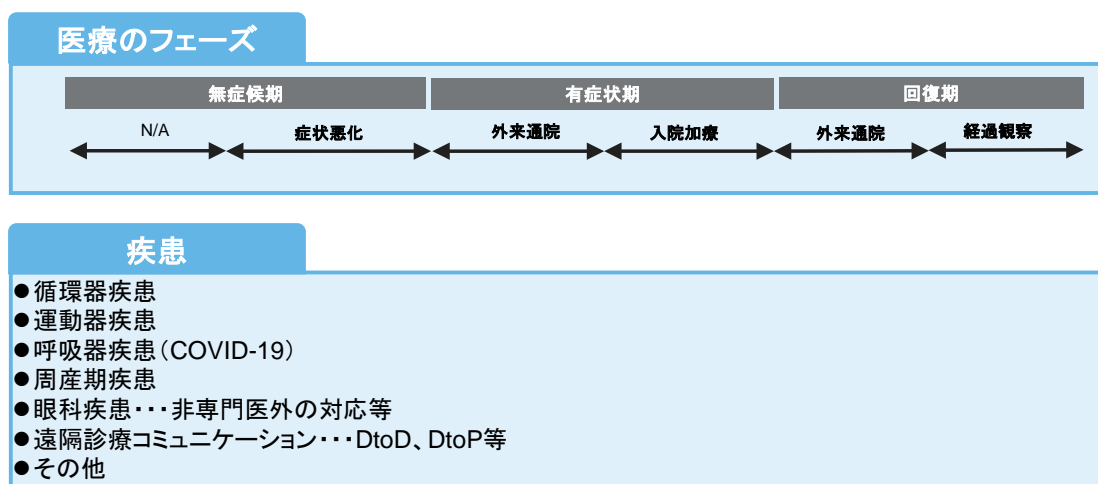 医療のフェーズ
無症候期 有症状期 回復期
N/A 症状悪化 外来通院 入院加療 外来通院 経過観察
疾患
●循環器疾患
●運動器疾患
●呼吸器疾患（COVID-19）
●周産期疾患
●眼科疾患・・・非専門医外の対応等
●遠隔診療コミュニケーション・・・DtoD、DtoP等
●その他